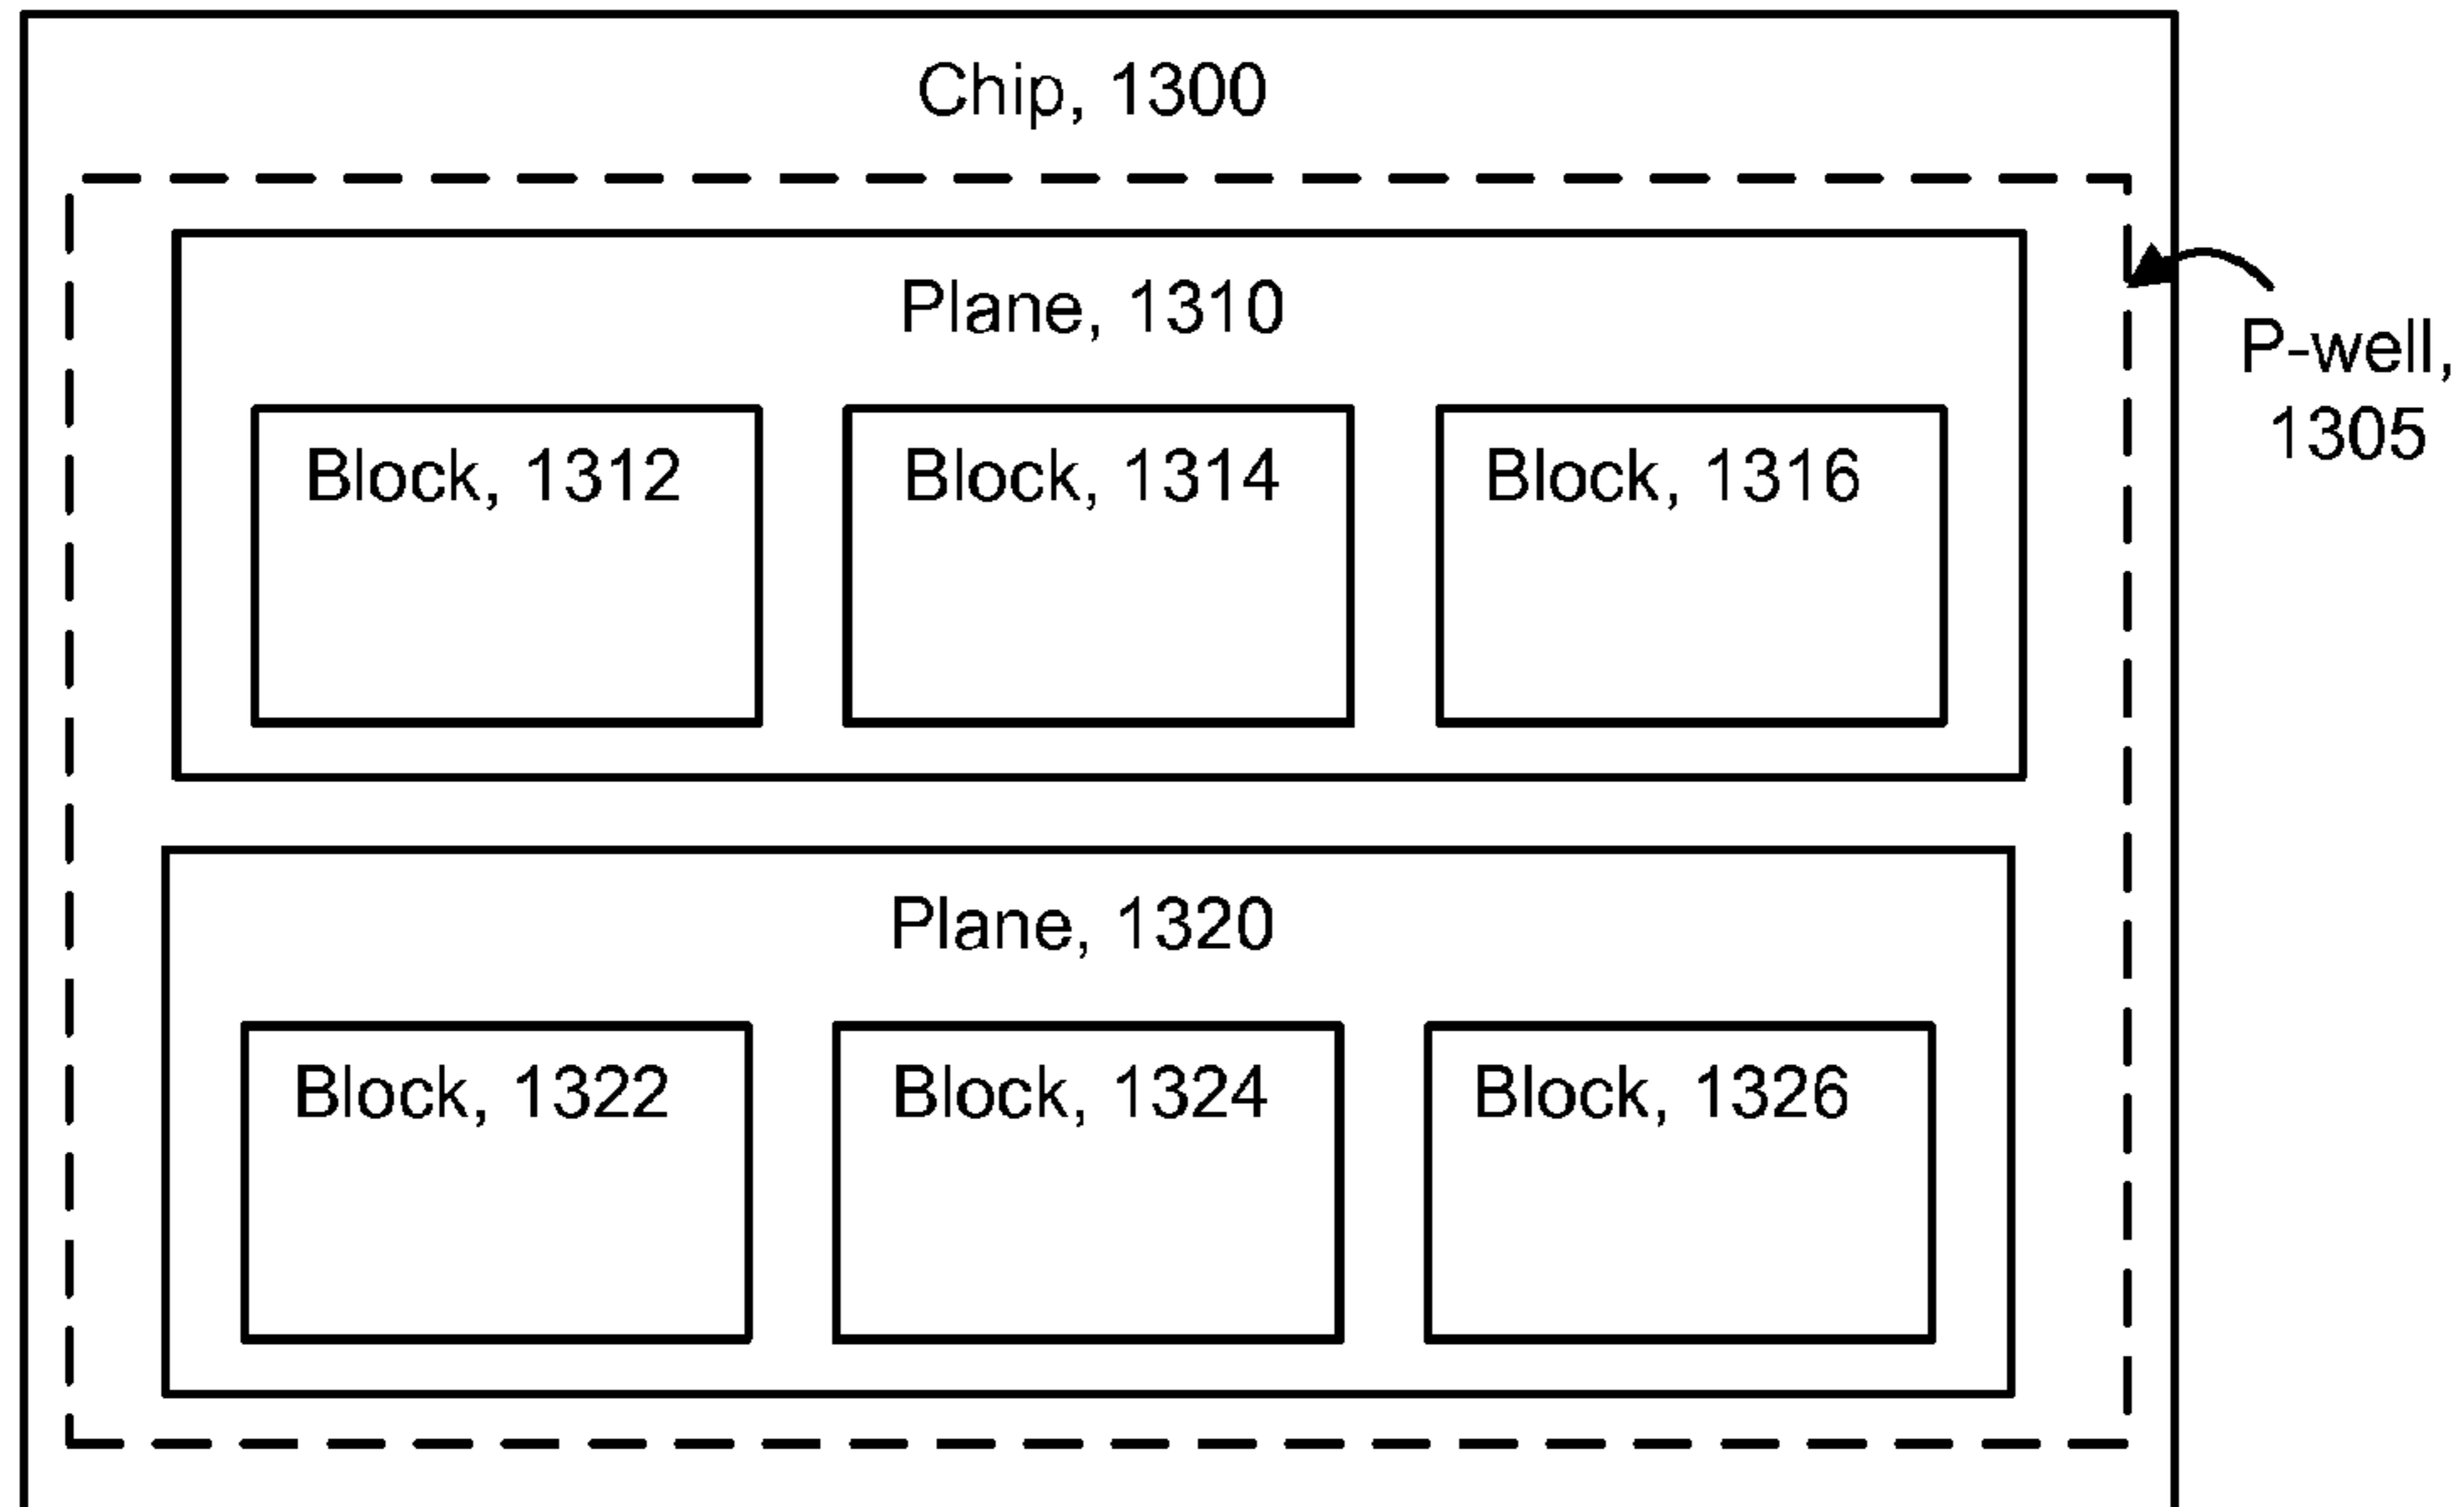 Chip, 1300
Plane, 1310
P-well,
1305
Block, 1312
Block, 1314
Block, 1316
Plane, 1320
Block, 1322
Block, 1324
Block, 1326